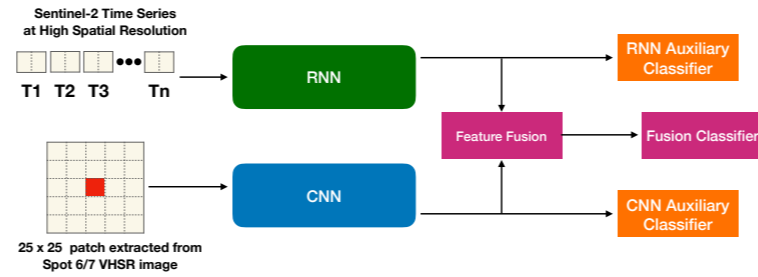 Sentinel-2 Time Series
at High Spatial Resolution
T1 T2 T3 Tn
RNN
RNN Auxiliary
Classifier
Feature Fusion
Fusion Classifier
CNN
CNN Auxiliary
Classifier
25 x 25 patch extracted from
Spot 6/7 VHSR image